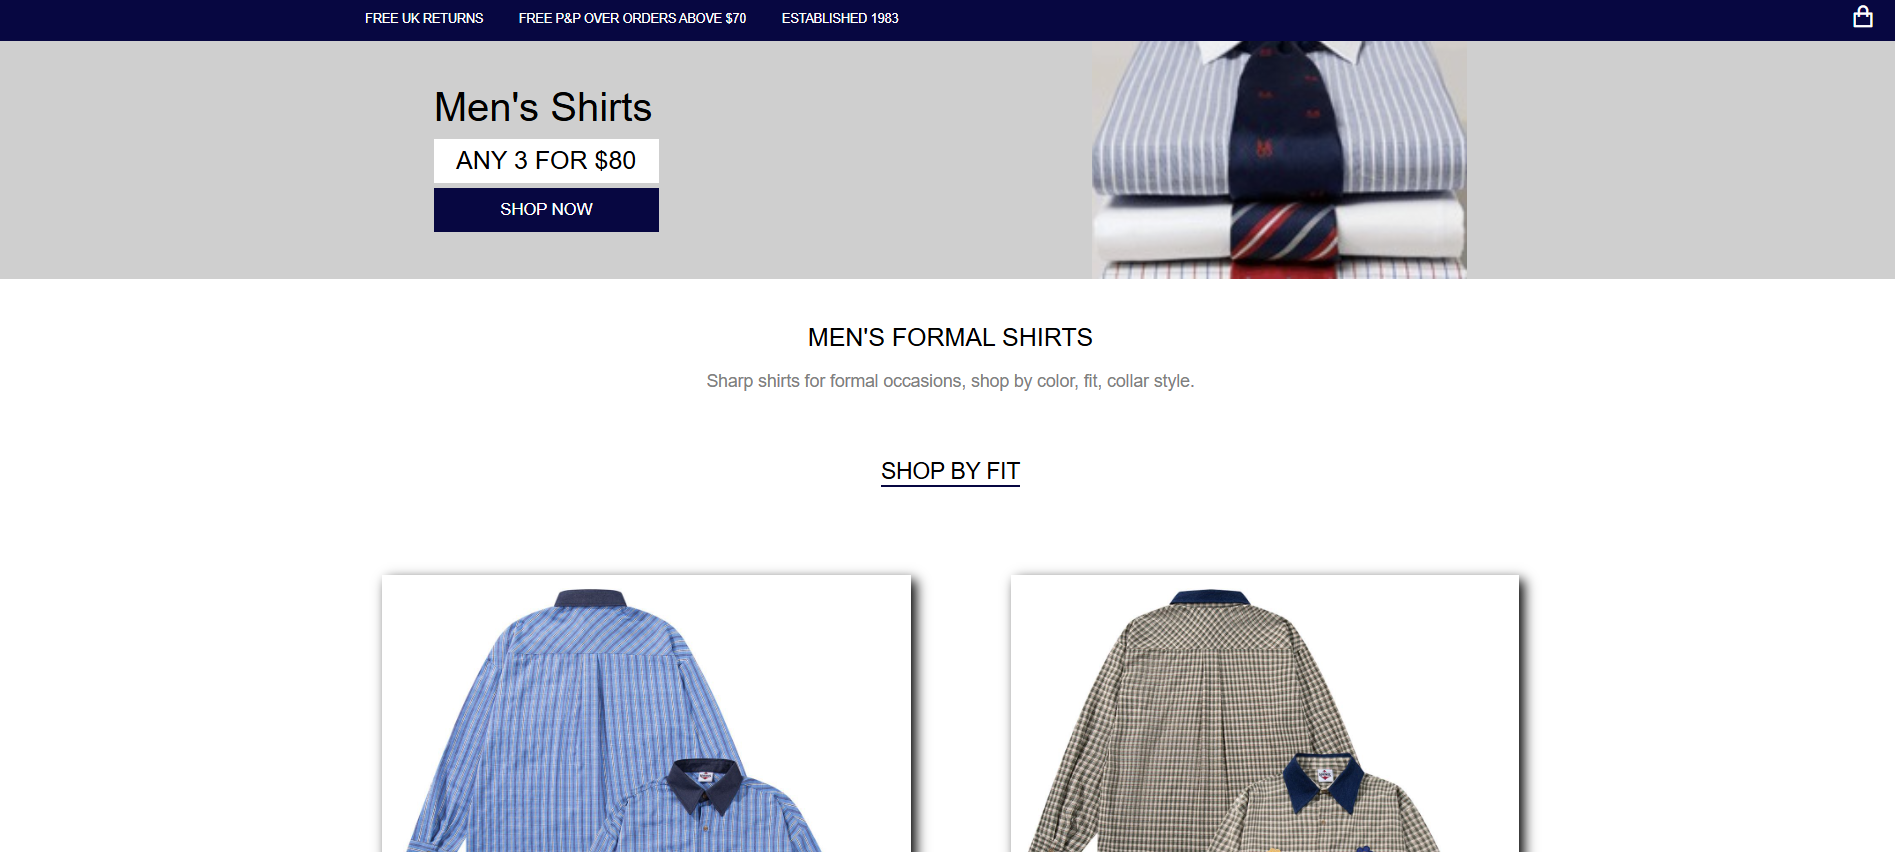 FREE UK RETURNS
FREE P&P OVER ORDERS ABOVE $70
ESTABLISHED 1983
Men's Shirts
ANY 3 FOR $80
SHOP NOW
MEN'S FORMAL SHIRTS
Sharp shirts for formal occasions, shop by color, fit, collar style.
SHOP BY FIT